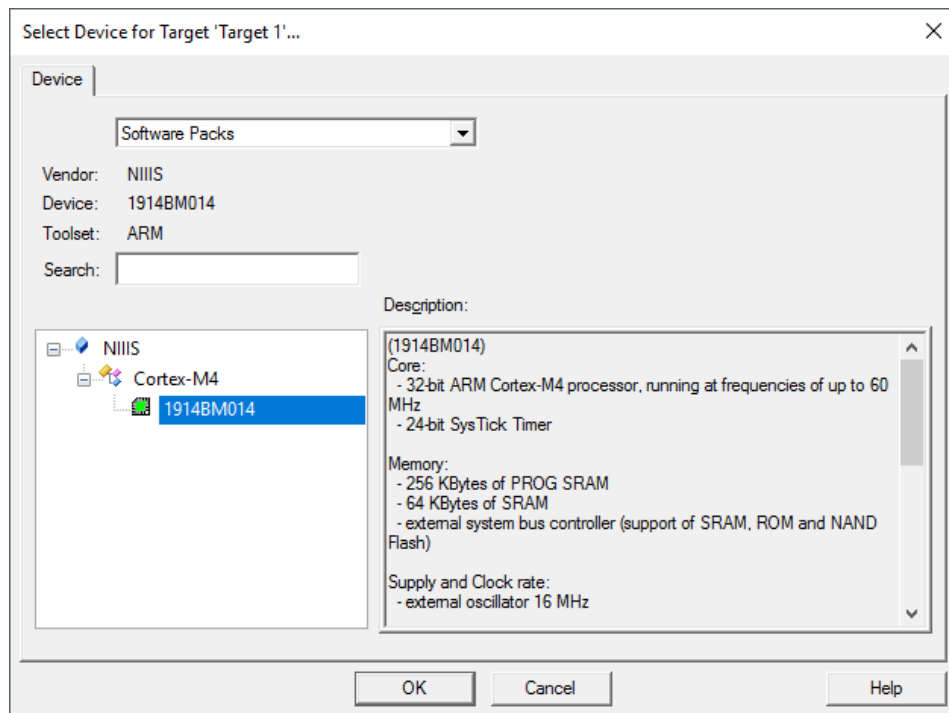 Select Device for Target 'Target 1'...
Device
Software Packs
Vendor: NIIIS
Device: 1914BM014
Toolset: ARM
Search:
Description:
NIIIS
Cortex-M4
1914BM014
(1914BM014)
Core:
- 32-bit ARM Cortex-M4 processor, running at frequencies of up to 60
MHz
- 24-bit SysTick Timer
Memory:
- 256 KBytes of PROG SRAM
- 64 KBytes of SRAM
- external system bus controller (support of SRAM, ROM and NAND
Flash)
Supply and Clock rate:
- external oscillator 16 MHz
OK Cancel Help